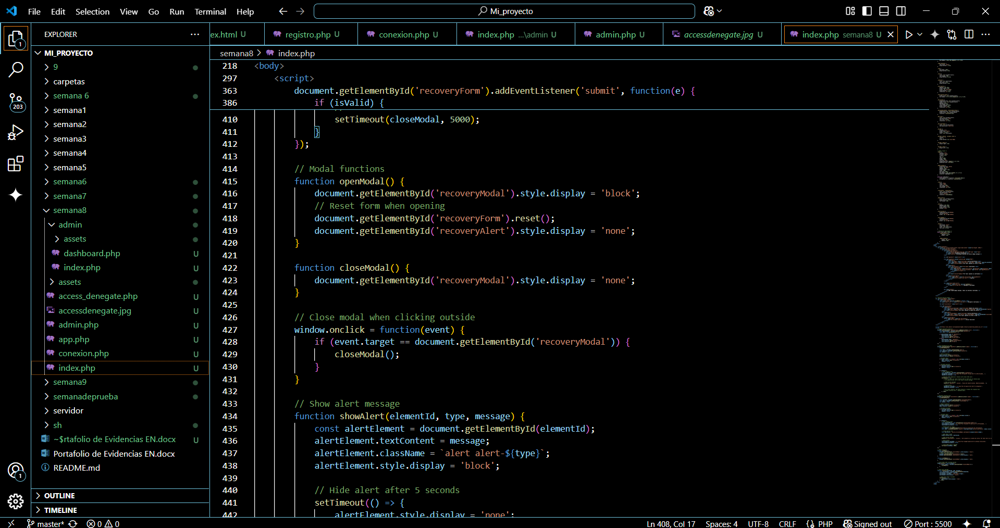 File Edit Selection View Go Run Terminal Help
Mi_proyecto
EXPLORER
ex.html U
registro.php U
conexion.php U
index.php ...\admin U
admin.php U
accessdenegate.jpg U
index.php semana8 U
1
203
1
MI_PROYECTO
9
carpetas
semana 6
semana1
semana2
semana3
semana4
semana5
semana6
semana7
semana8
admin
assets
dashboard.php U
index.php U
assets
access_denegate.php U
accessdenegate.jpg U
admin.php U
app.php U
conexion.php U
index.php U
semana9
semanadeprueba
servidor
sh
~$rtafolio de Evidencias EN.docx U
Portafolio de Evidencias EN.docx
README.md
OUTLINE
TIMELINE
semana8 > index.php
218 <body>
297 <script>
363 document.getElementById('recoveryForm').addEventListener('submit', function(e) {
386 if (isValid) {
410 setTimeout(closeModal, 5000);
411 }
412 });
413
414 // Modal functions
415 function openModal() {
416 document.getElementById('recoveryModal').style.display = 'block';
417 // Reset form when opening
418 document.getElementById('recoveryForm').reset();
419 document.getElementById('recoveryAlert').style.display = 'none';
420 }
421
422 function closeModal() {
423 document.getElementById('recoveryModal').style.display = 'none';
424 }
425
426 // Close modal when clicking outside
427 window.onclick = function(event) {
428 if (event.target == document.getElementById('recoveryModal')) {
429 closeModal();
430 }
431 }
432
433 // Show alert message
434 function showAlert(elementId, type, message) {
435 const alertElement = document.getElementById(elementId);
436 alertElement.textContent = message;
437 alertElement.className = `alert alert-${type}`;
438 alertElement.style.display = 'block';
439
440 // Hide alert after 5 seconds
441 setTimeout(() => {
442 alertElement.style.display = 'none';
master* 0 0 Ln 408, Col 17 Spaces: 4 UTF-8 CRLF {} PHP Signed out Port : 5500